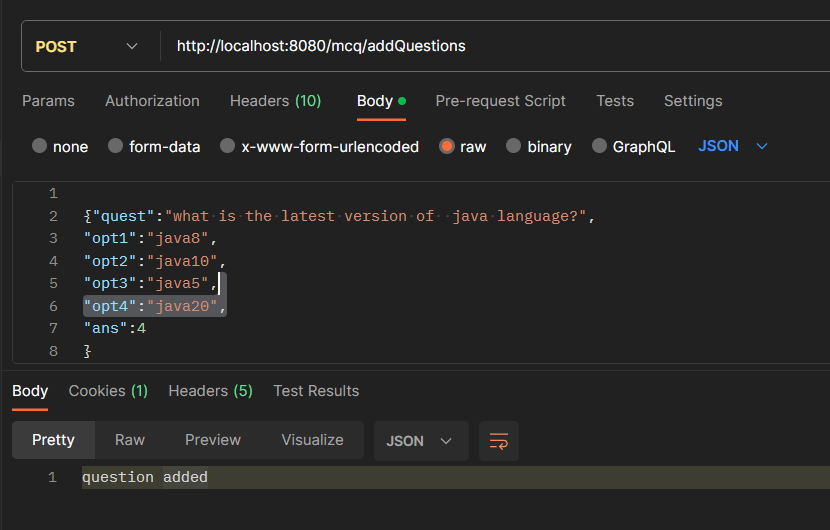 POST http://localhost:8080/mcq/addQuestions
Params Authorization Headers (10) Body Pre-request Script Tests Settings
none form-data x-www-form-urlencoded raw binary GraphQL JSON
1
2 {"quest":"what is the latest version of  java language?",
3 "opt1":"java8",
4 "opt2":"java10",
5 "opt3":"java5",
6 "opt4":"java20",
7 "ans":4
8 }
Body Cookies (1) Headers (5) Test Results
Pretty Raw Preview Visualize JSON
1 question added